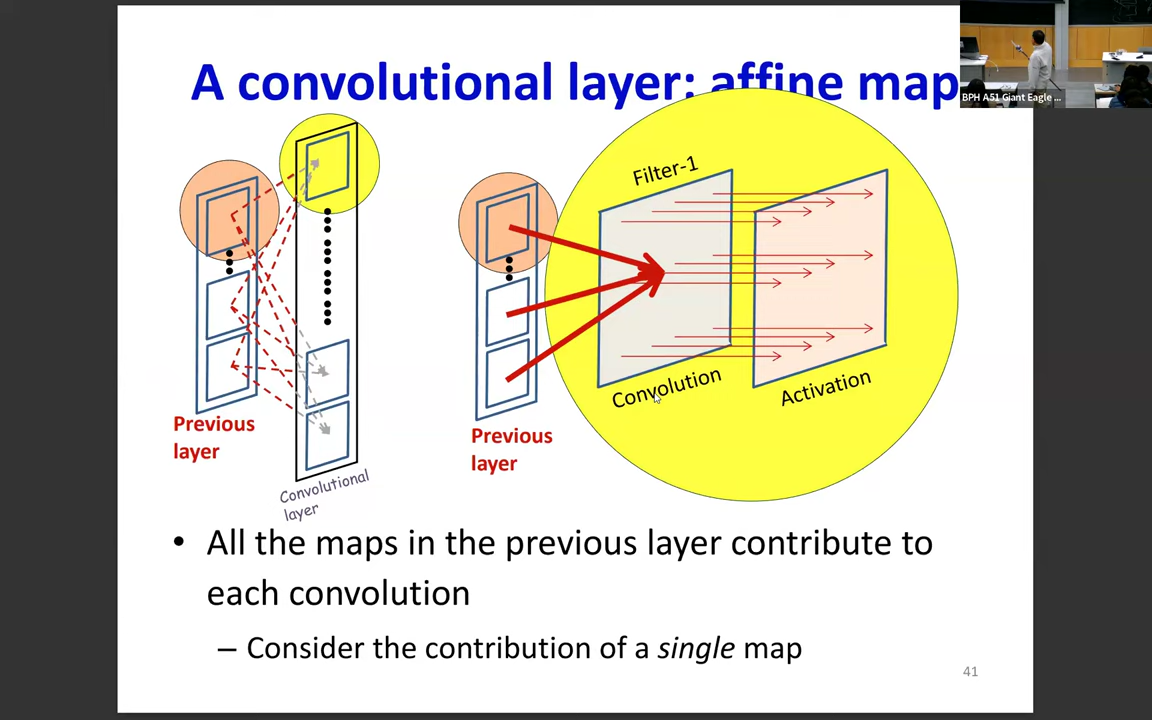 A convolutional layer: affine map
BPH A51 Giant Eagle ...
Filter-1
Convolution
Activation
Previous
layer
Previous
layer
Convolutional
layer
• All the maps in the previous layer contribute to
each convolution
– Consider the contribution of a single map
41